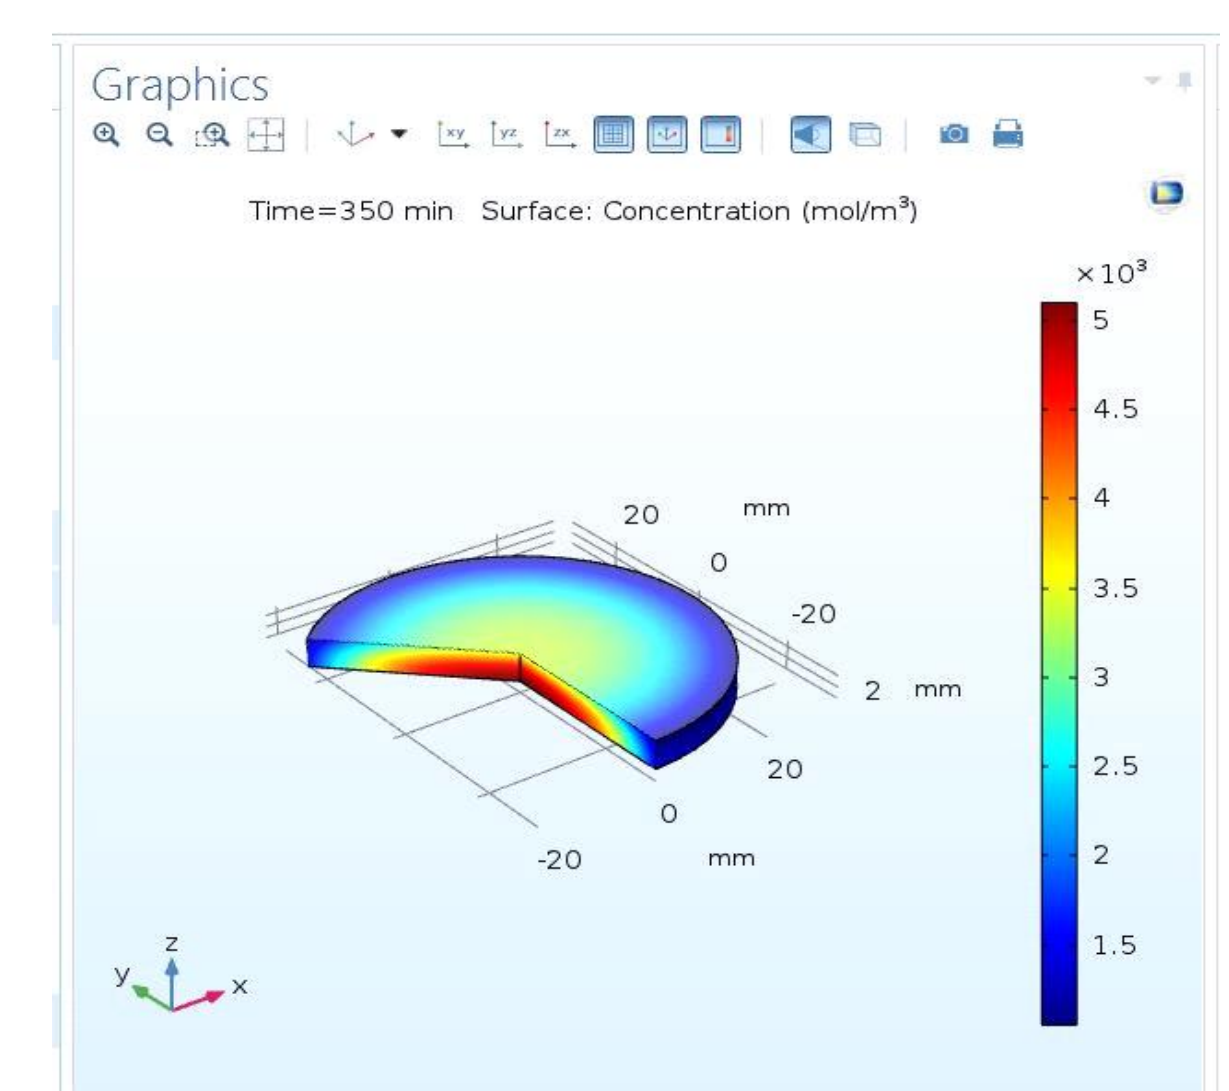 Graphics
xy yz zx
Time=350 min Surface: Concentration (mol/m³)
×10³
5
4.5
4
3.5
3
2.5
2
1.5
20 mm
0
-20
2 mm
20
0
-20 mm
z
y
x